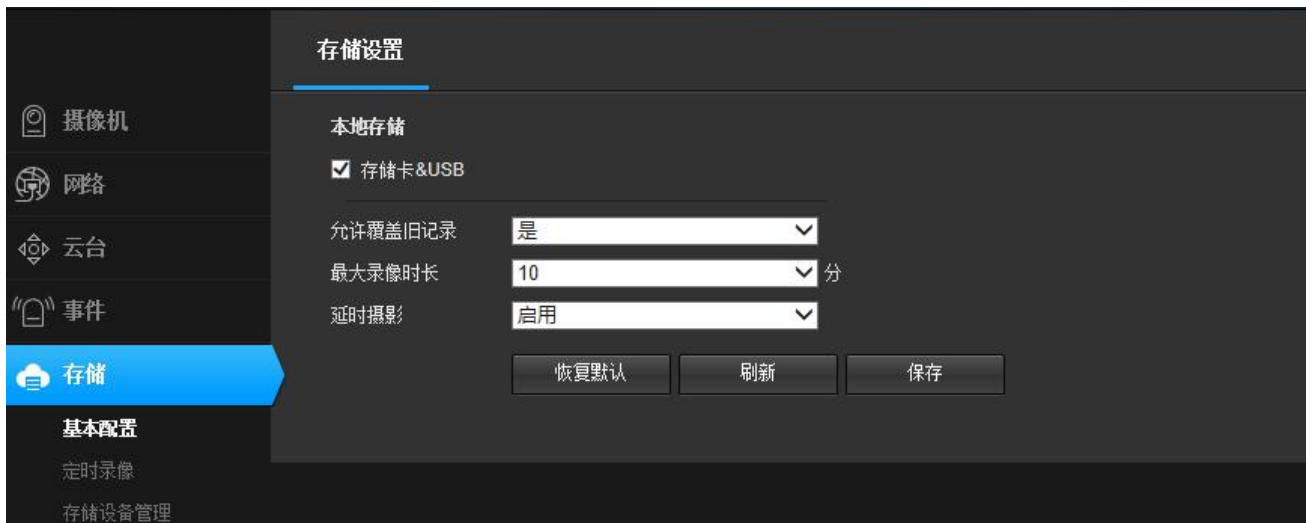 存储设置
摄像机
网络
云台
事件
存储
基本配置
定时录像
存储设备管理
本地存储
存储卡&USB
允许覆盖旧记录 是
最大录像时长 10 分
延时摄影 启用
恢复默认 刷新 保存